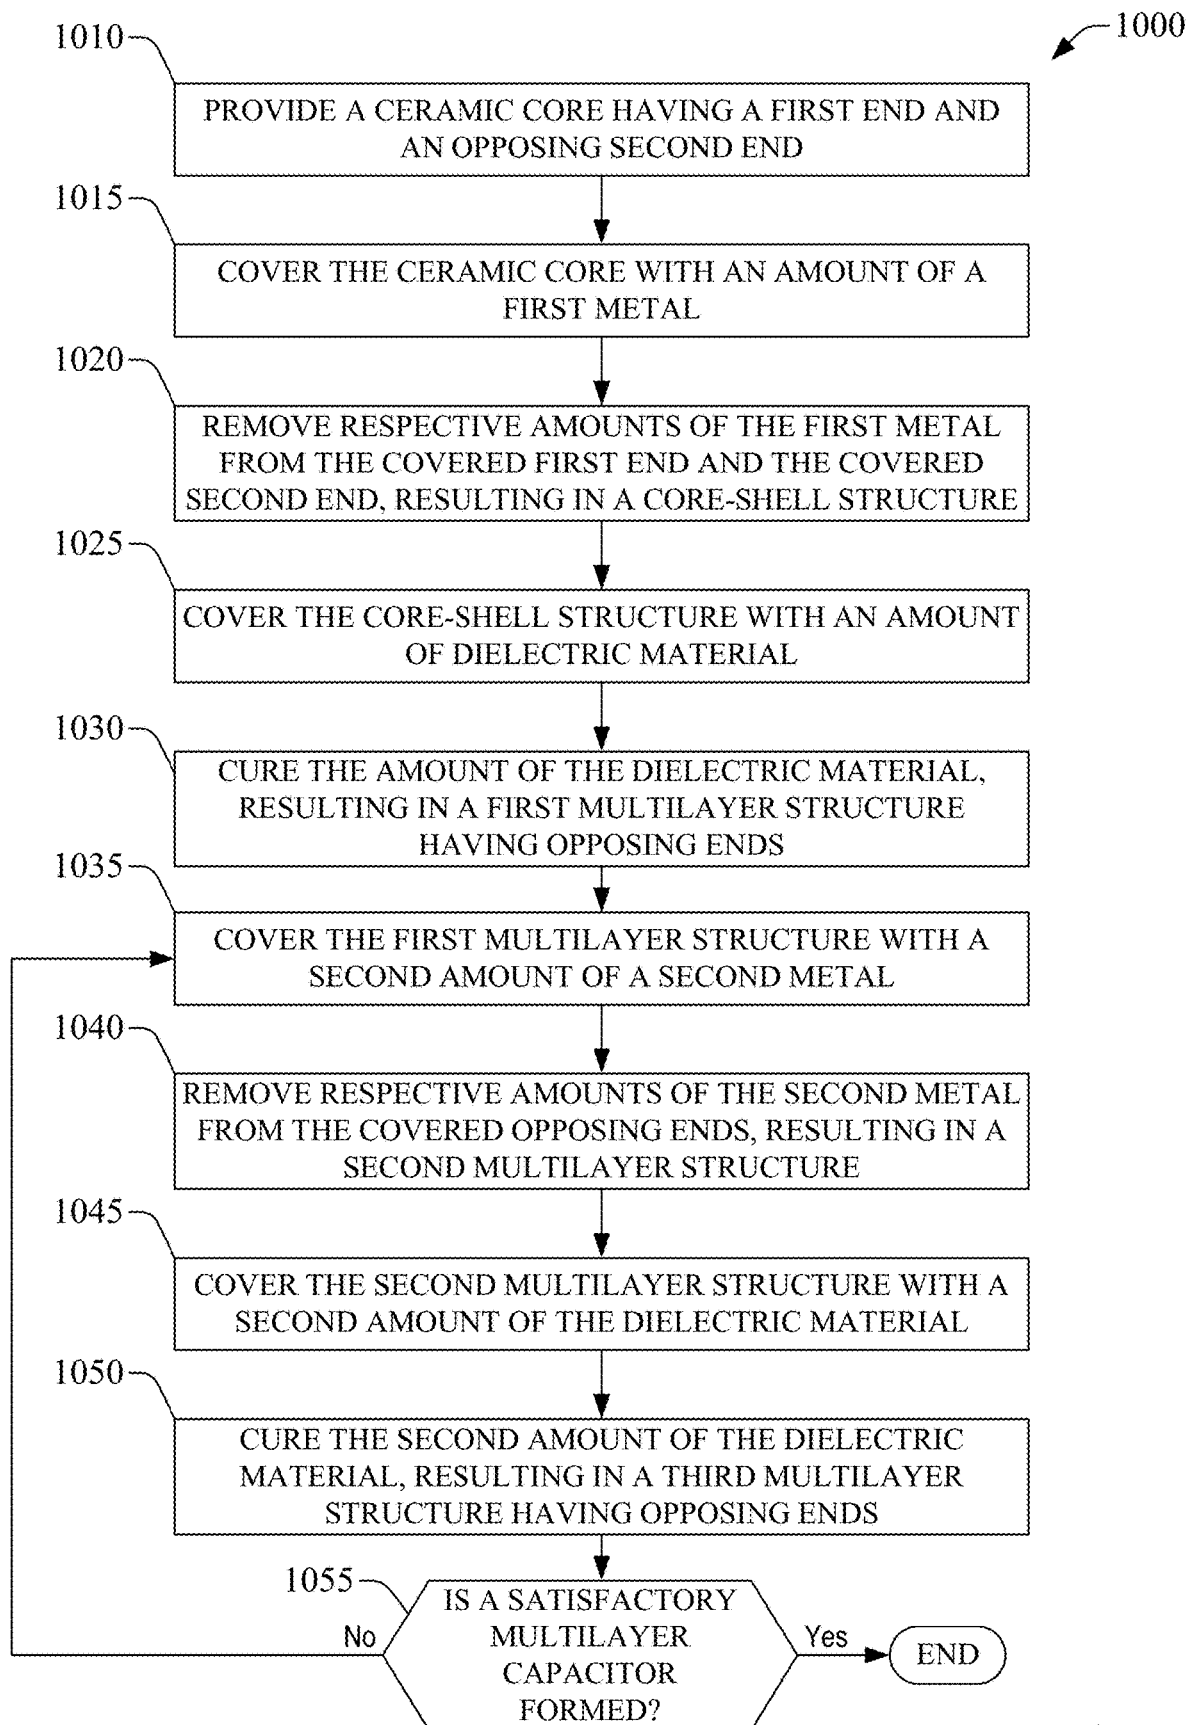 1000
1010
PROVIDE A CERAMIC CORE HAVING A FIRST END AND
AN OPPOSING SECOND END
1015
COVER THE CERAMIC CORE WITH AN AMOUNT OF A
FIRST METAL
1020
REMOVE RESPECTIVE AMOUNTS OF THE FIRST METAL
FROM THE COVERED FIRST END AND THE COVERED
SECOND END, RESULTING IN A CORE-SHELL STRUCTURE
1025
COVER THE CORE-SHELL STRUCTURE WITH AN AMOUNT
OF DIELECTRIC MATERIAL
1030
CURE THE AMOUNT OF THE DIELECTRIC MATERIAL,
RESULTING IN A FIRST MULTILAYER STRUCTURE
HAVING OPPOSING ENDS
1035
COVER THE FIRST MULTILAYER STRUCTURE WITH A
SECOND AMOUNT OF A SECOND METAL
1040
REMOVE RESPECTIVE AMOUNTS OF THE SECOND METAL
FROM THE COVERED OPPOSING ENDS, RESULTING IN A
SECOND MULTILAYER STRUCTURE
1045
COVER THE SECOND MULTILAYER STRUCTURE WITH A
SECOND AMOUNT OF THE DIELECTRIC MATERIAL
1050
CURE THE SECOND AMOUNT OF THE DIELECTRIC
MATERIAL, RESULTING IN A THIRD MULTILAYER
STRUCTURE HAVING OPPOSING ENDS
1055
IS A SATISFACTORY
MULTILAYER
CAPACITOR
FORMED?
No
Yes
END